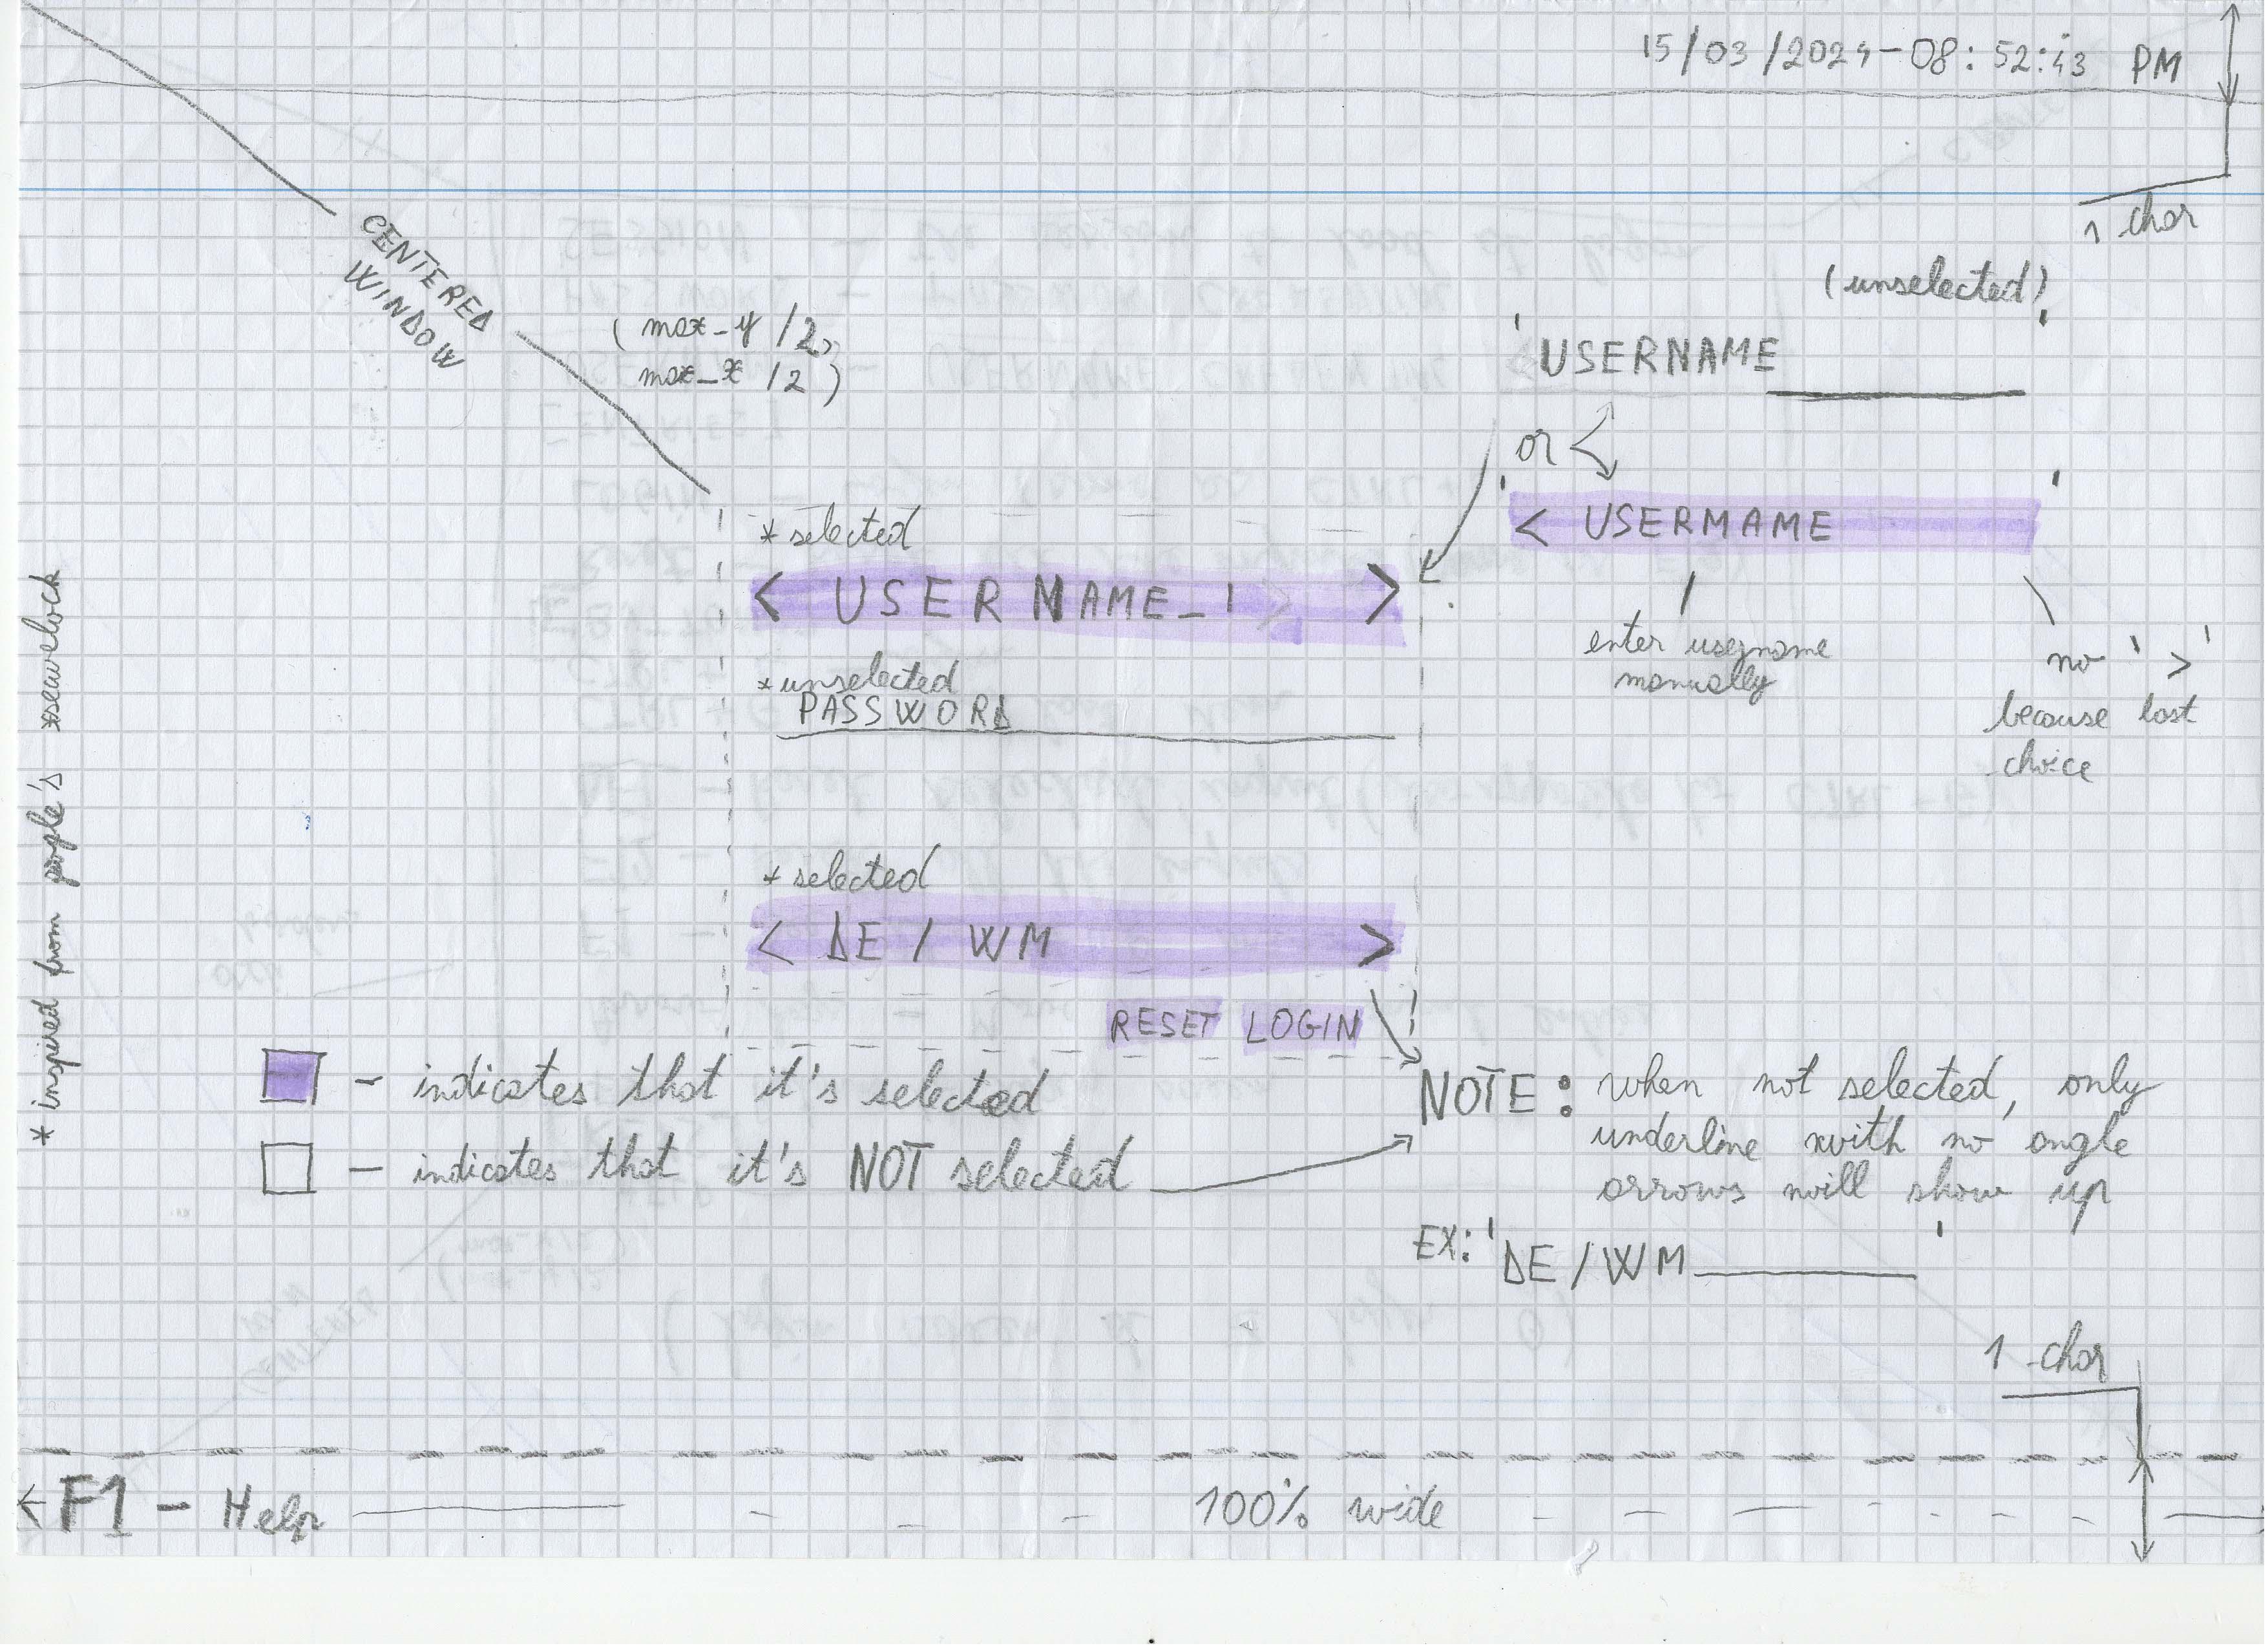 15/03/2024-08:52:43 PM
1 char
CENTERED
WINDOW
(max_y /2,
max_x /2)
(unselected)
'USERNAME_______'
or
'< USERMAME '
enter username
manually
no '>'
because last
choice
*selected
< USERNAME_1 >
*unselected
PASSWORD
*selected
< DE / WM >
RESET LOGIN
* inspired from people's
- indicates that it's selected
- indicates that it's NOT selected
NOTE: when not selected, only
underline with no angle
arrows will show up
EX: 'DE/WM_______'
1 char
F1 - Help
100% wide